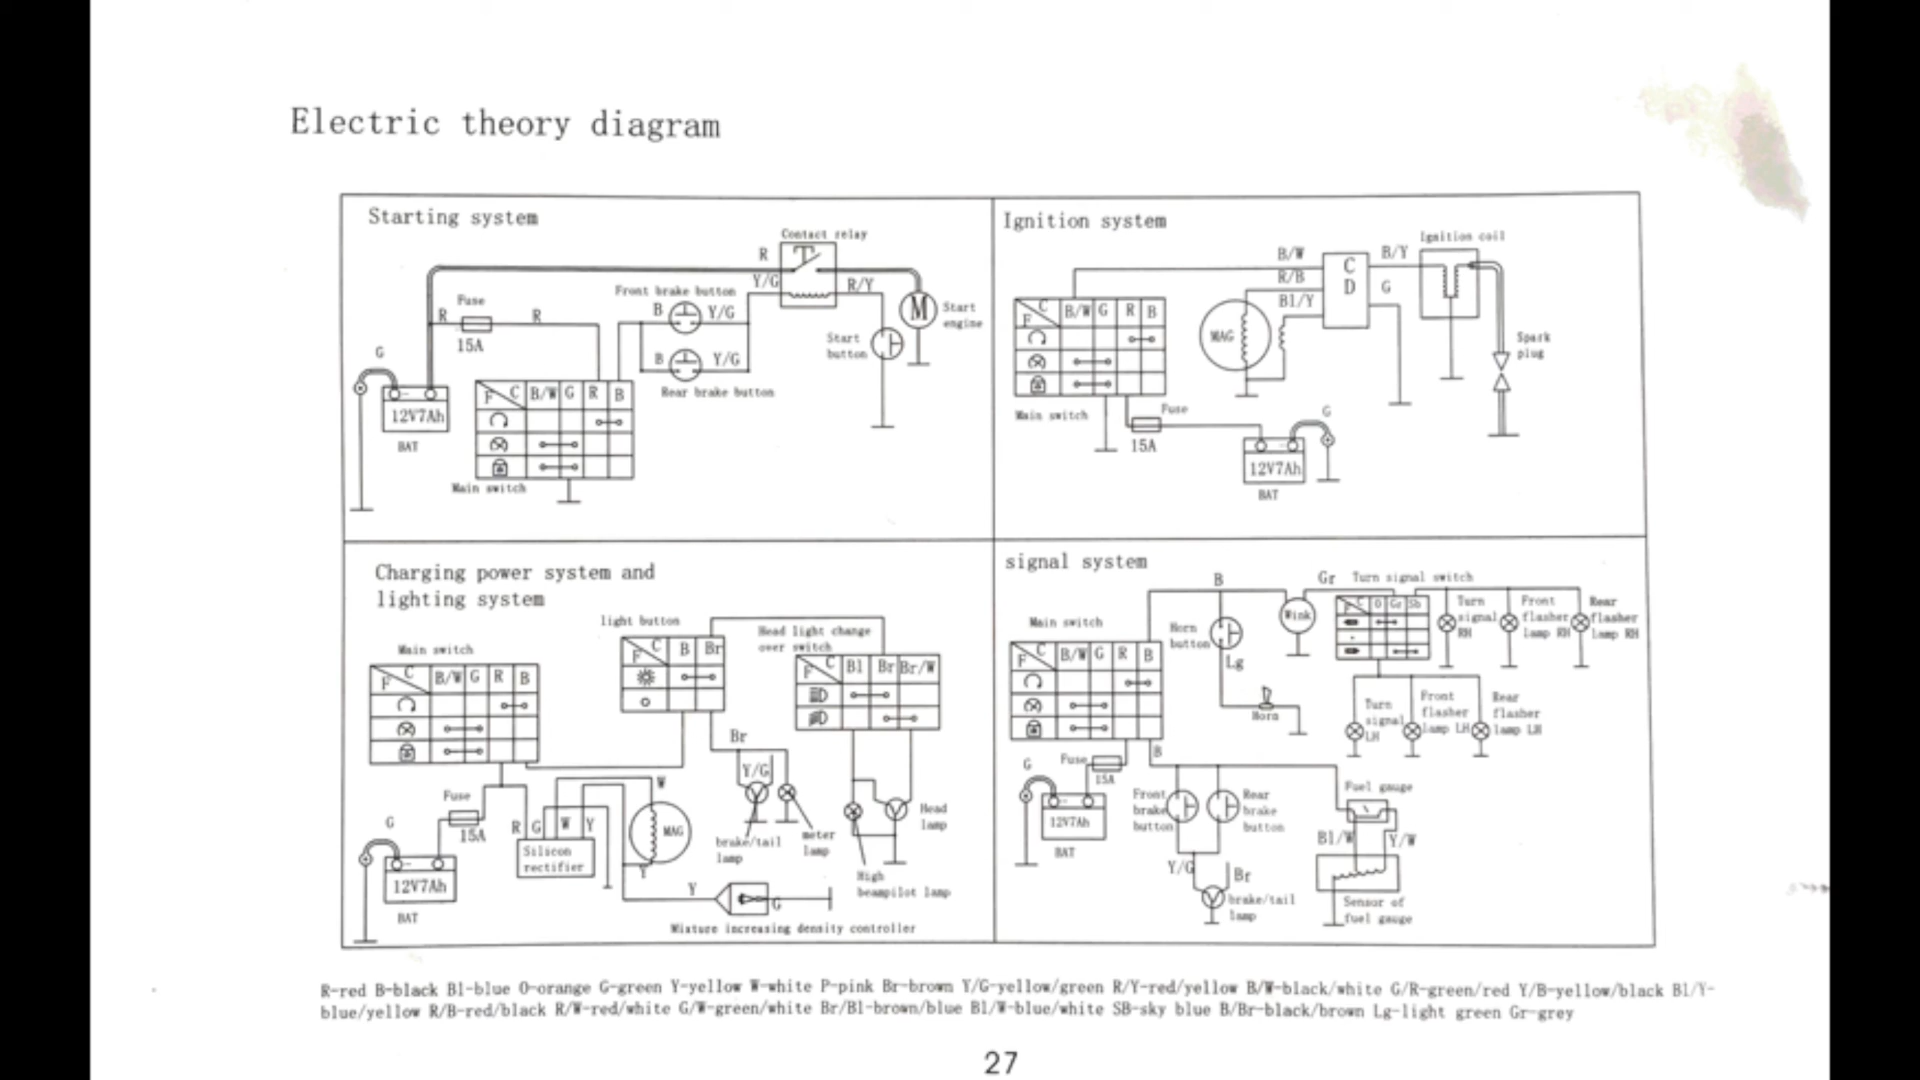 Electric theory diagram
Starting system
Contact relay
R
Y/G
R/Y
Front brake button
B
Y/G
Fuse
R
R
15A
M
Start
engine
Start
button
B
Y/G
Rear brake button
G
12V7Ah
BAT
F C B/W G R B
Main switch
Ignition system
Ignition coil
B/W
B/Y
R/B
C
D
G
Bl/Y
F C B/W G R B
MAG
Spark
plug
Main switch
Fuse
15A
G
12V7Ah
BAT
Charging power system and
lighting system
light button
Head light change
over switch
Main switch
F C B Br
F C Bl Br Br/W
F C B/W G R B
Br
Y/G
W
Fuse
15A
R G W Y
MAG
G
Silicon
rectifier
Y
brake/tail
lamp
meter
lamp
Head
lamp
High
beampilot lamp
12V7Ah
BAT
Y
G
Mixture increasing density controller
signal system
B
Gr
Turn signal switch
Main switch
Horn
button
Wink
F C O Gr Sb
Turn
signal
RH
Front
flasher
lamp RH
Rear
flasher
lamp RH
F C B/W G R B
Lg
Horn
Turn
signal
LH
Front
flasher
lamp LH
Rear
flasher
lamp LH
B
G
Fuse
15A
Front
brake
button
Rear
brake
button
Fuel gauge
12V7Ah
BAT
Bl/W
Y/W
Y/G
Br
brake/tail
lamp
Sensor of
fuel gauge
R-red B-black Bl-blue O-orange G-green Y-yellow W-white P-pink Br-brown Y/G-yellow/green R/Y-red/yellow B/W-black/white G/R-green/red Y/B-yellow/black Bl/Y-
blue/yellow R/B-red/black R/W-red/white G/W-green/white Br/Bl-brown/blue Bl/W-blue/white SB-sky blue B/Br-black/brown Lg-light green Gr-grey
27